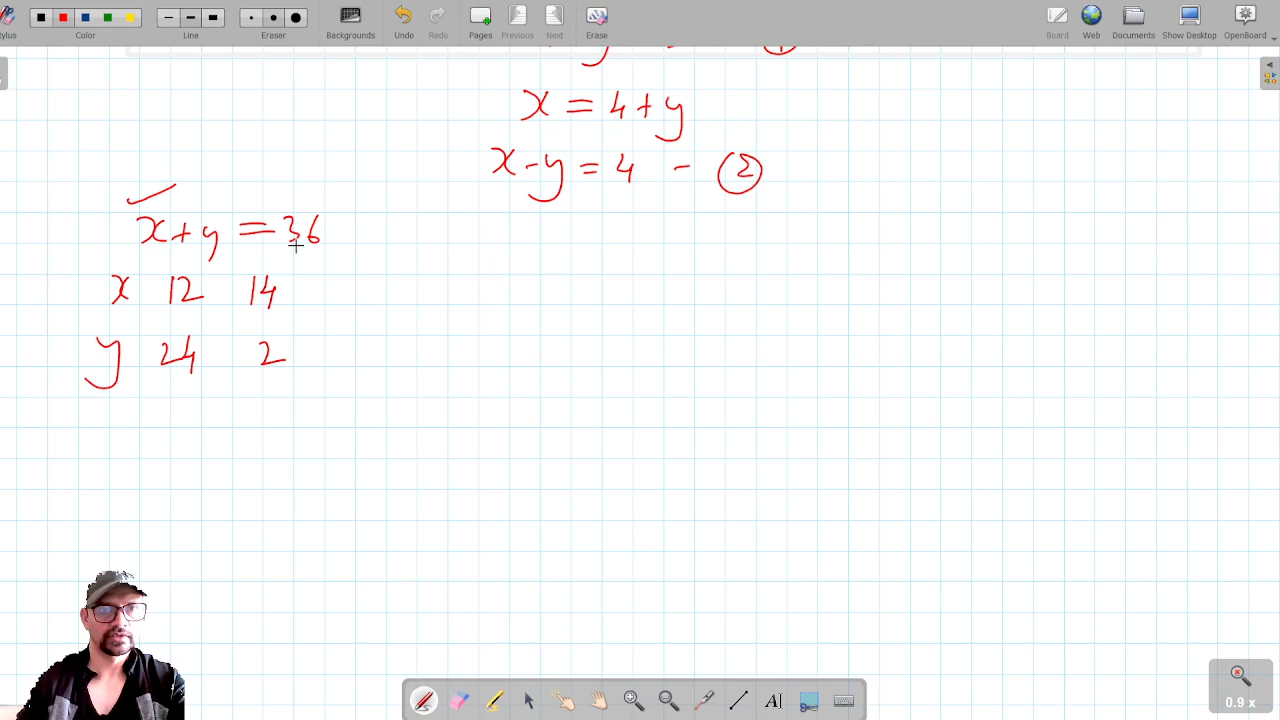 Stylus Color Line Eraser Backgrounds Undo Redo Pages Previous Next Erase Board Web Documents Show Desktop OpenBoard
x = 4 + y
x - y = 4 - ②
x + y = 36
x 12 14
y 24 2
0.9 x